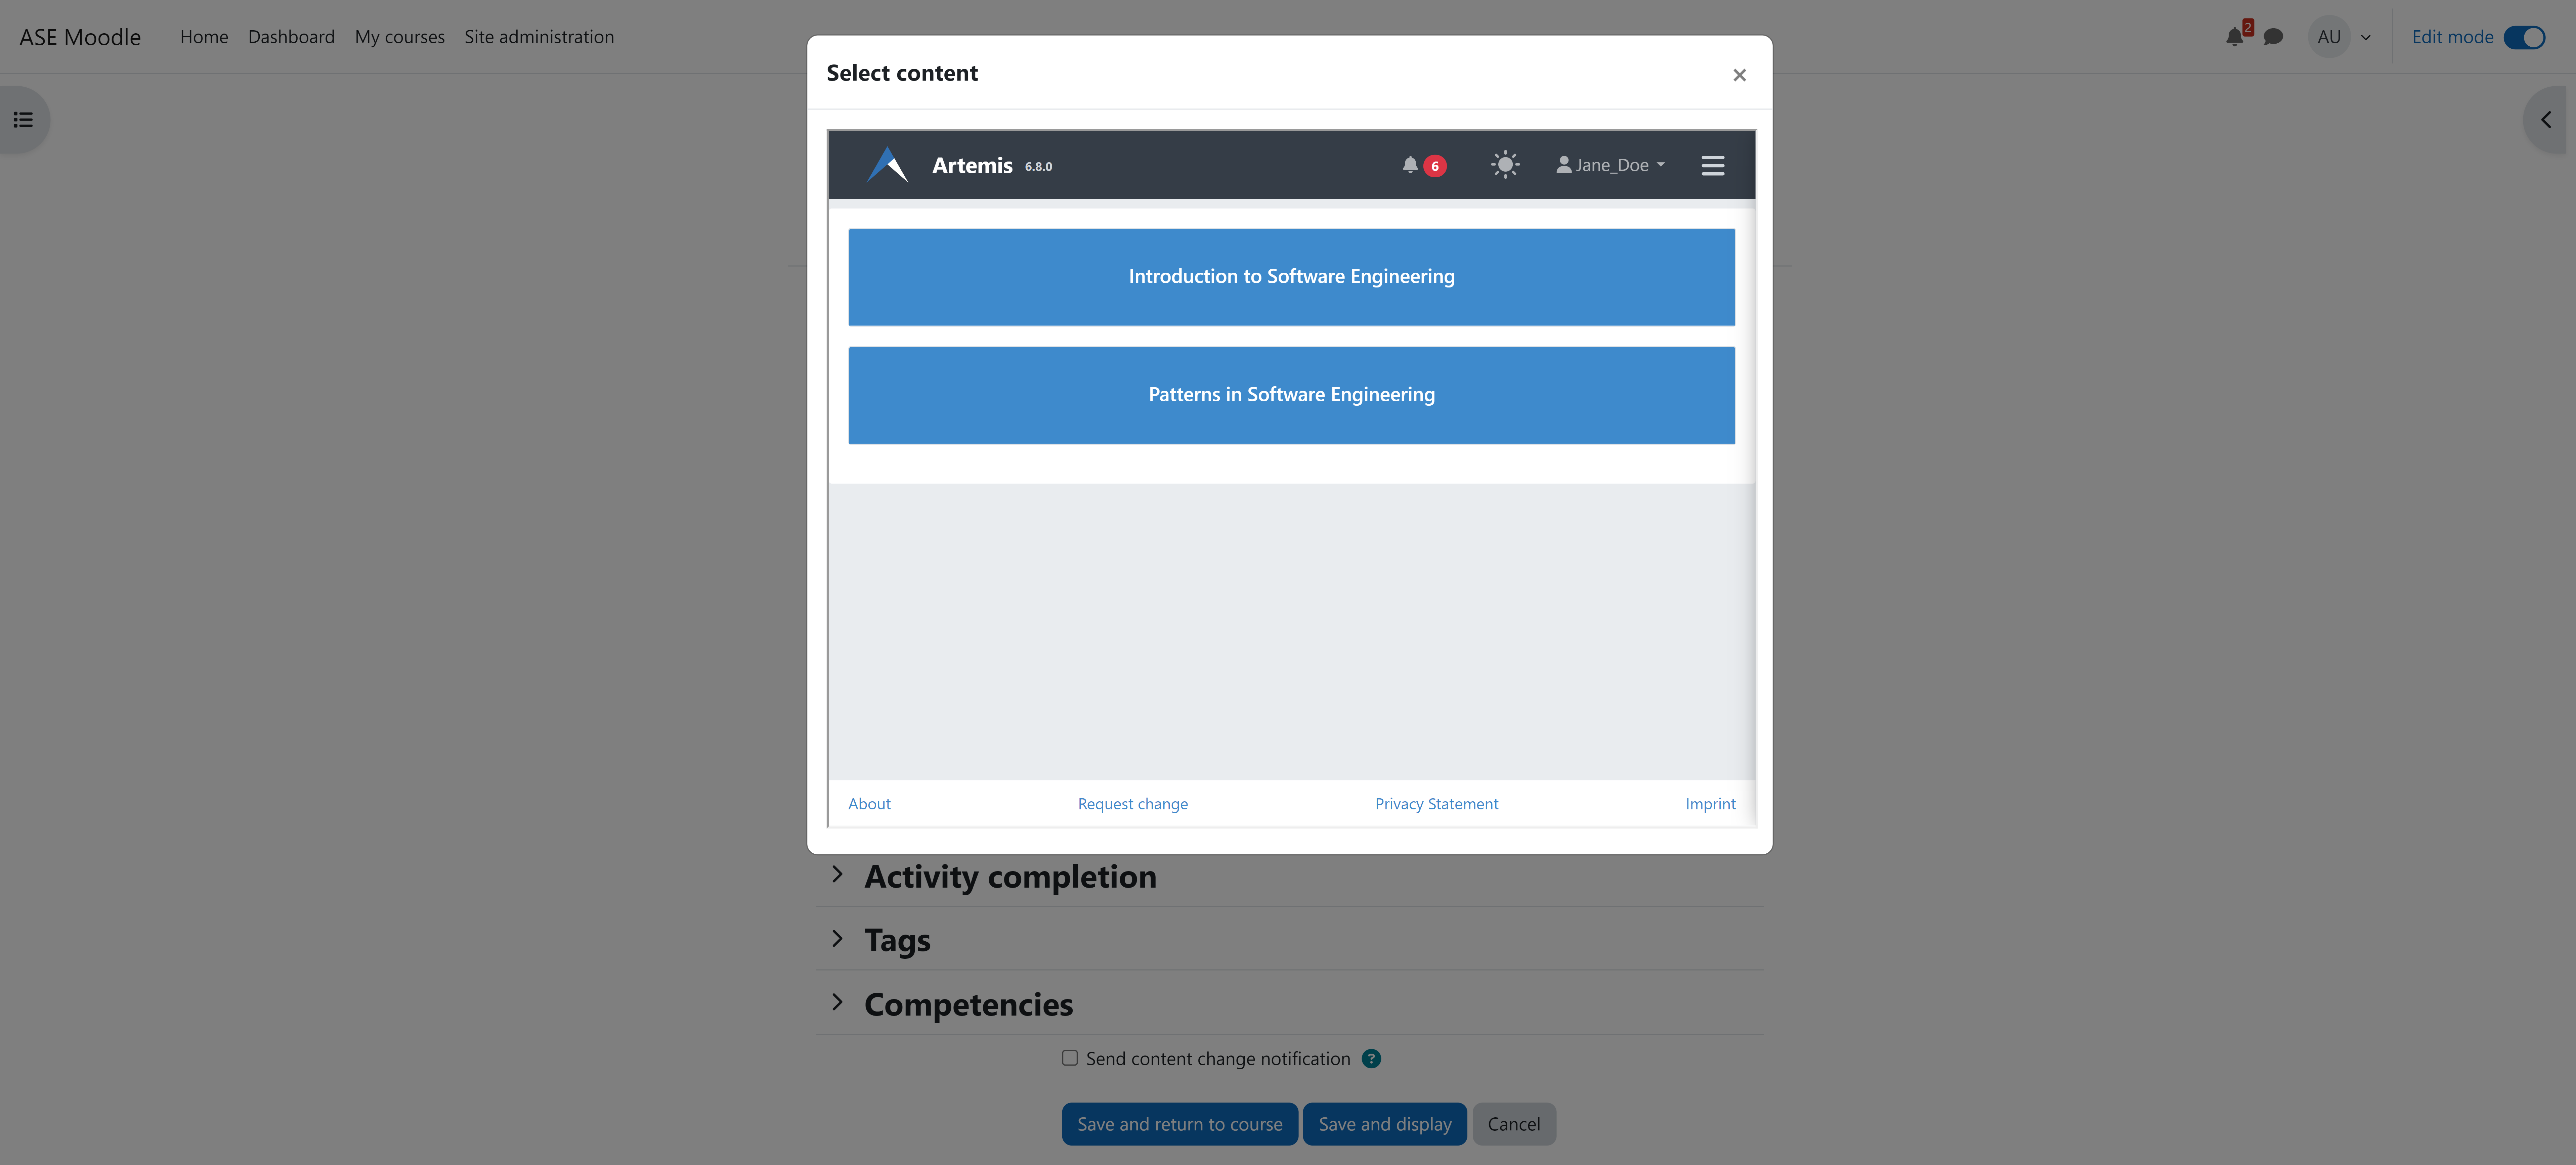 ASE Moodle Home Dashboard My courses Site administration 2 AU Edit mode
Select content ×
Artemis 6.8.0 6 Jane_Doe
Introduction to Software Engineering
Patterns in Software Engineering
About Request change Privacy Statement Imprint
Activity completion
Tags
Competencies
Send content change notification ?
Save and return to course Save and display Cancel